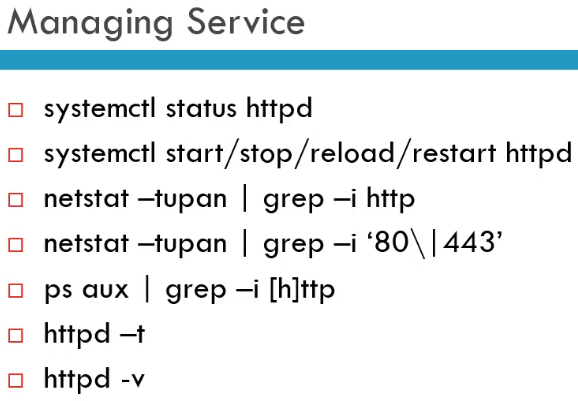 Managing Service
systemctl status httpd
systemctl start/stop/reload/restart httpd
netstat –tupan | grep –i http
netstat –tupan | grep –i ‘80\|443’
ps aux | grep –i [h]ttp
httpd –t
httpd -v